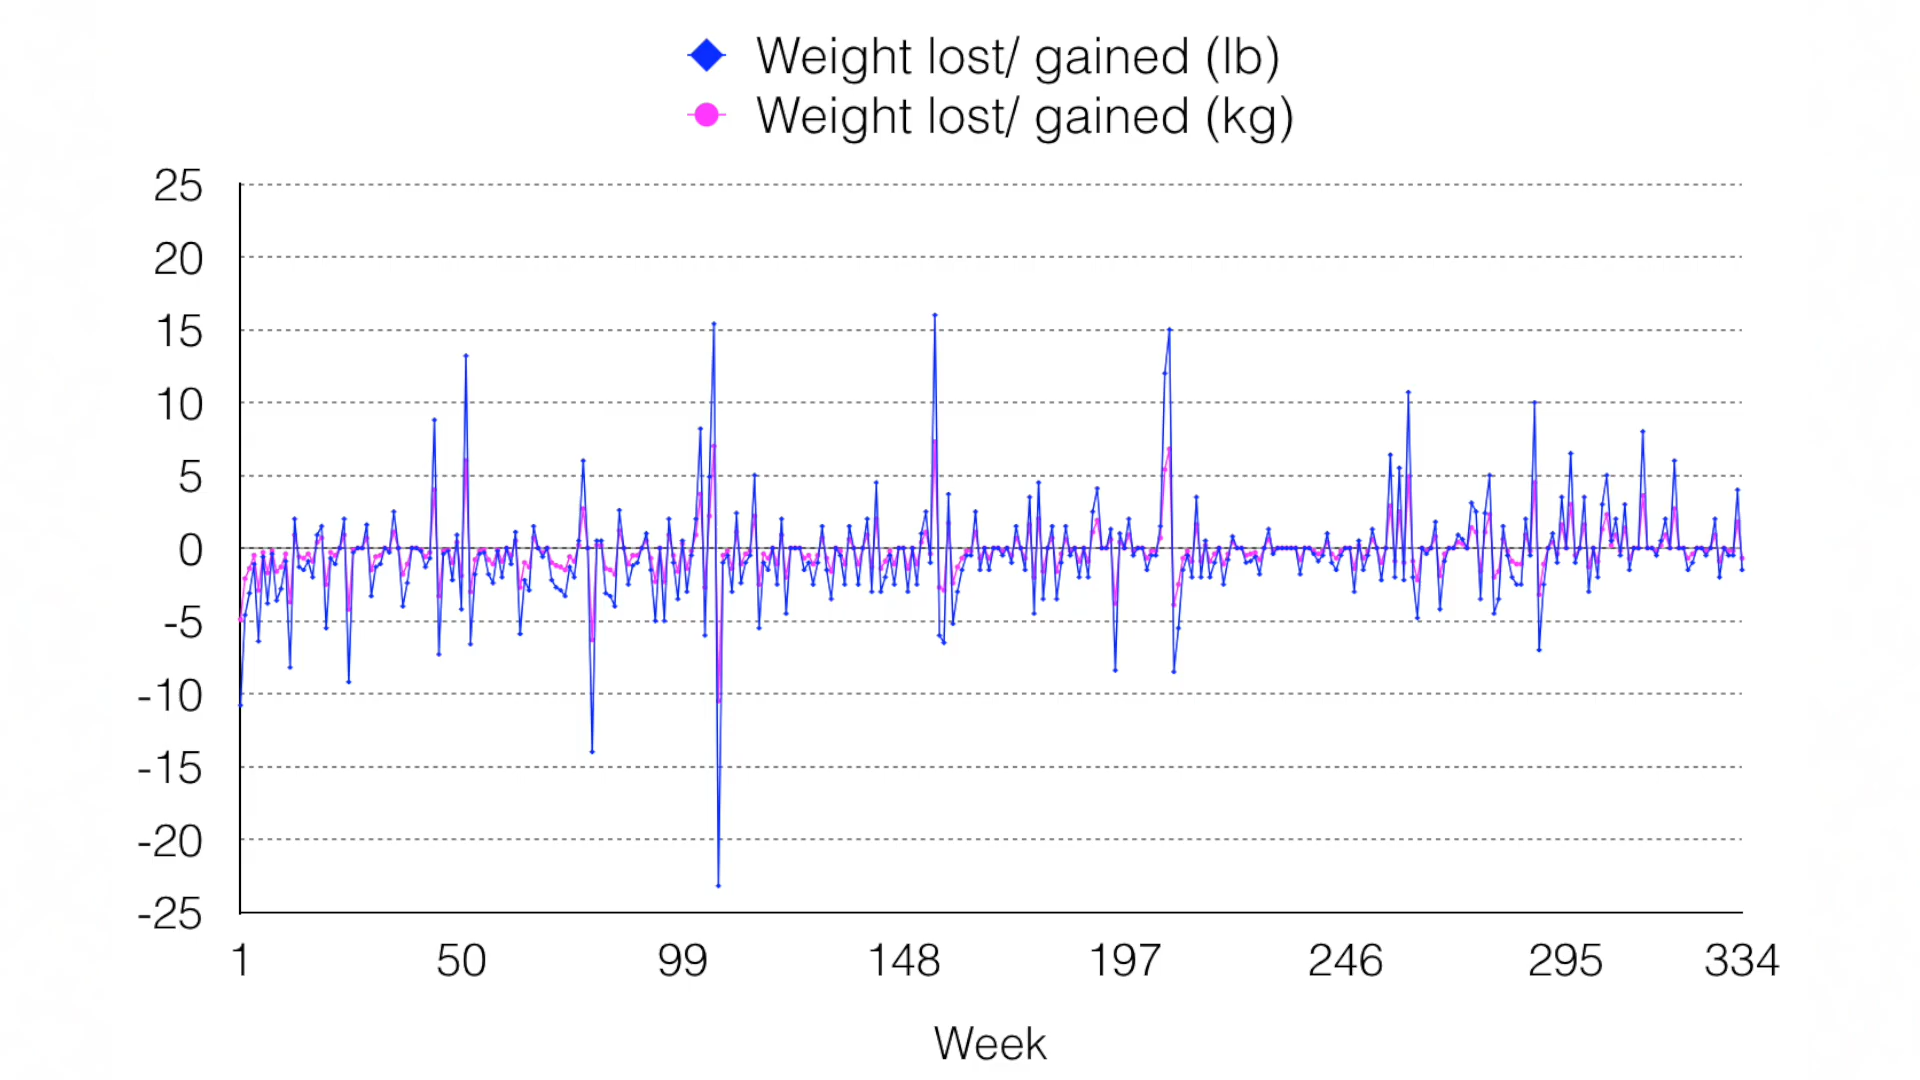 Weight lost/ gained (lb)
Weight lost/ gained (kg)
25
20
15
10
5
0
-5
-10
-15
-20
-25
1 50 99 148 197 246 295 334
Week